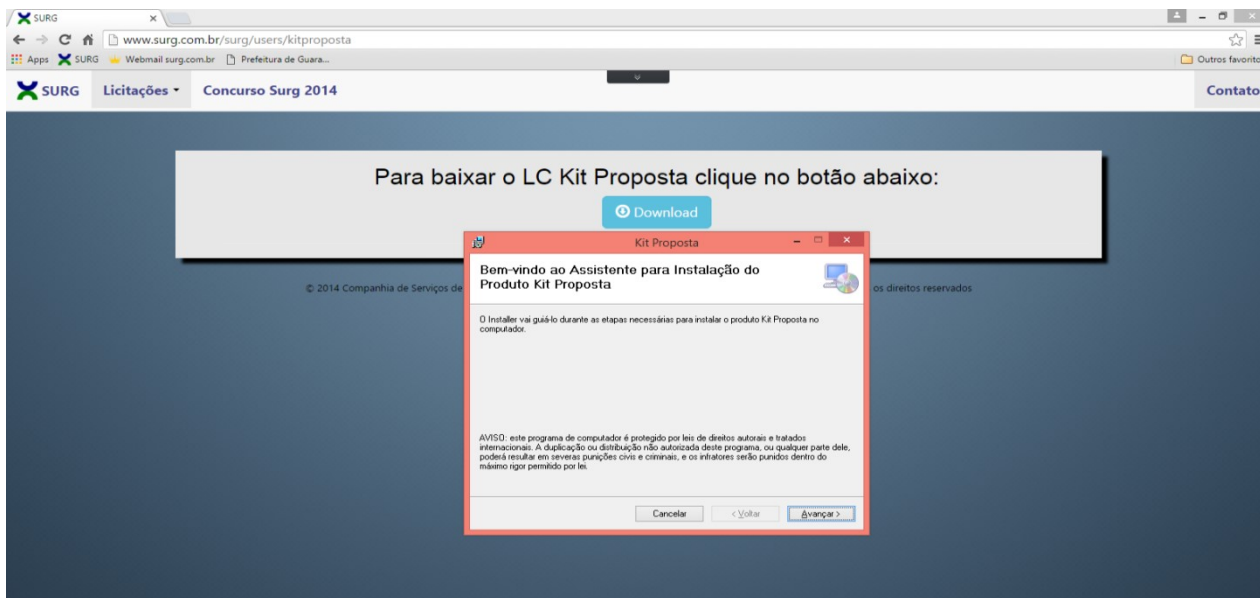 SURG
www.surg.com.br/surg/users/kitproposta
Apps SURG Webmail surg.com.br Prefeitura de Guara... Outros favorito
SURG Licitações Concurso Surg 2014 Contato
Para baixar o LC Kit Proposta clique no botão abaixo:
Download
Kit Proposta
Bem-vindo ao Assistente para Instalação do
Produto Kit Proposta
© 2014 Companhia de Serviços de
os direitos reservados
O Installer vai guiá-lo durante as etapas necessárias para instalar o produto Kit Proposta no
computador.
AVISO: este programa de computador é protegido por leis de direitos autorais e tratados
internacionais. A duplicação ou distribuição não autorizada deste programa, ou qualquer parte dele,
poderá resultar em severas punições civis e criminais, e os infratores serão punidos dentro do
máximo rigor permitido por lei.
Cancelar < Voltar Avançar >